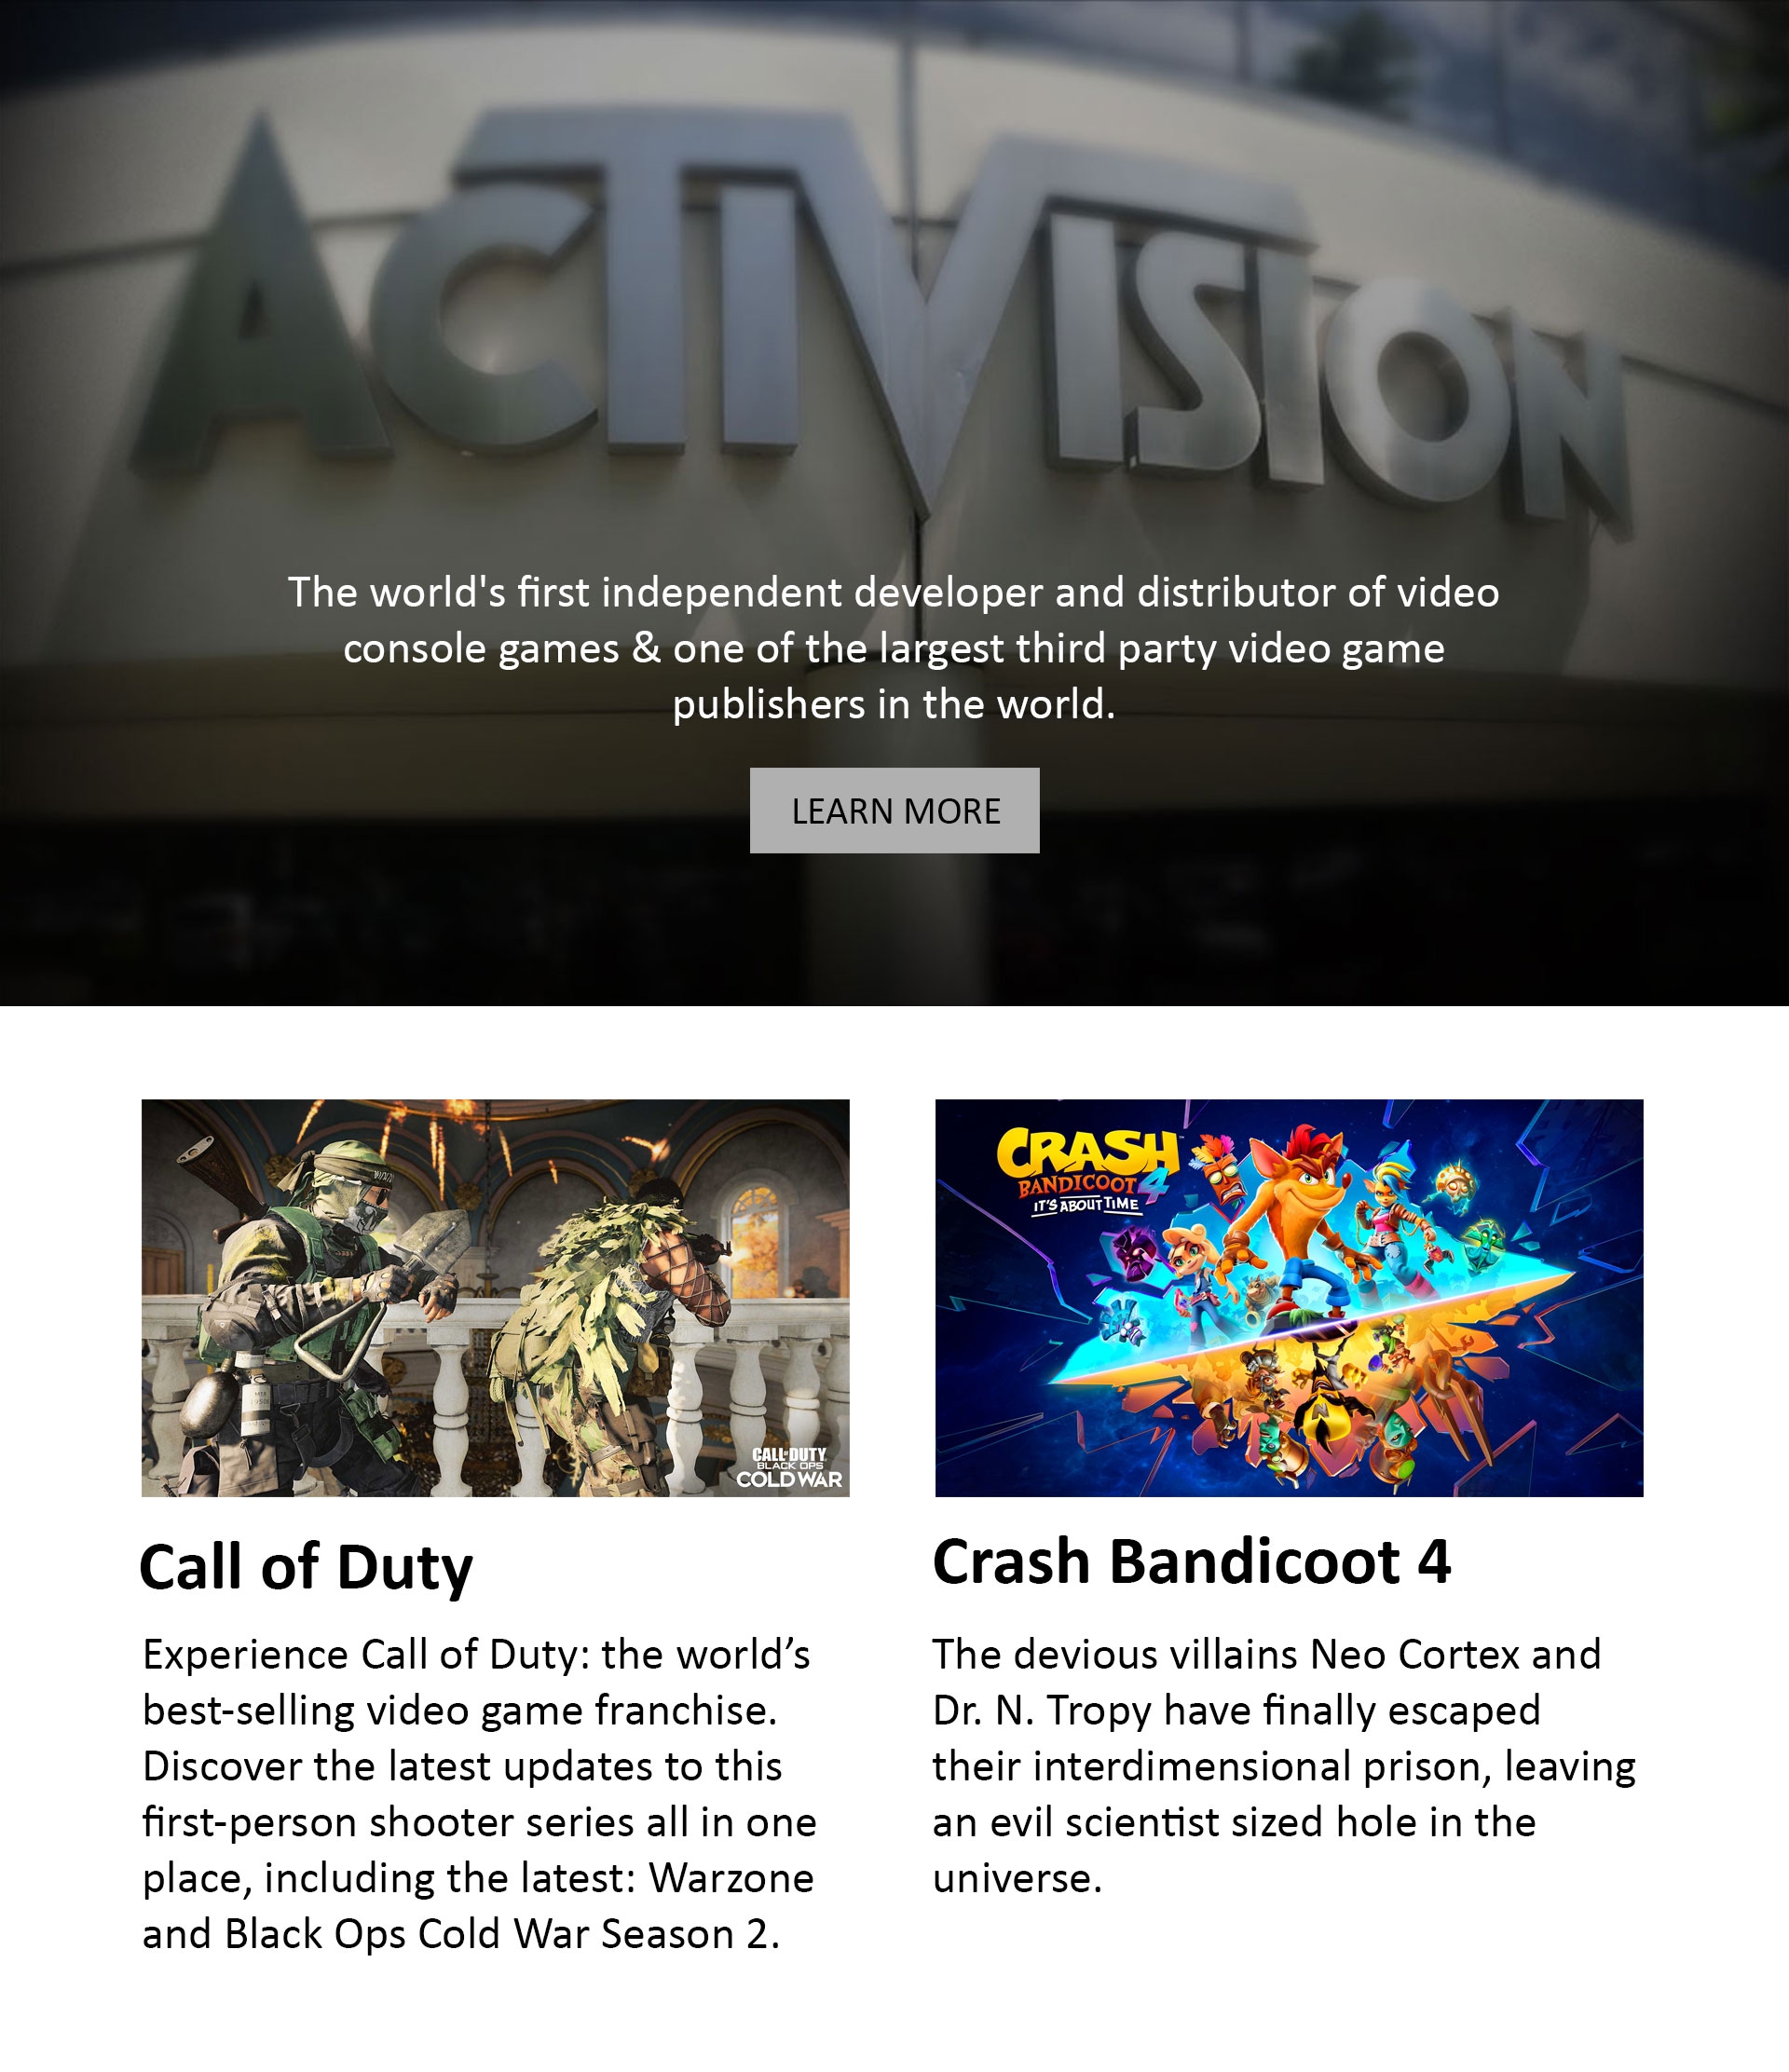 ACTIVISION
The world's first independent developer and distributor of video
console games & one of the largest third party video game
publishers in the world.
LEARN MORE
CALL OF DUTY
BLACK OPS
COLD WAR
CRASH
BANDICOOT 4
IT'S ABOUT TIME
Call of Duty
Experience Call of Duty: the world’s
best-selling video game franchise.
Discover the latest updates to this
first-person shooter series all in one
place, including the latest: Warzone
and Black Ops Cold War Season 2.
Crash Bandicoot 4
The devious villains Neo Cortex and
Dr. N. Tropy have finally escaped
their interdimensional prison, leaving
an evil scientist sized hole in the
universe.